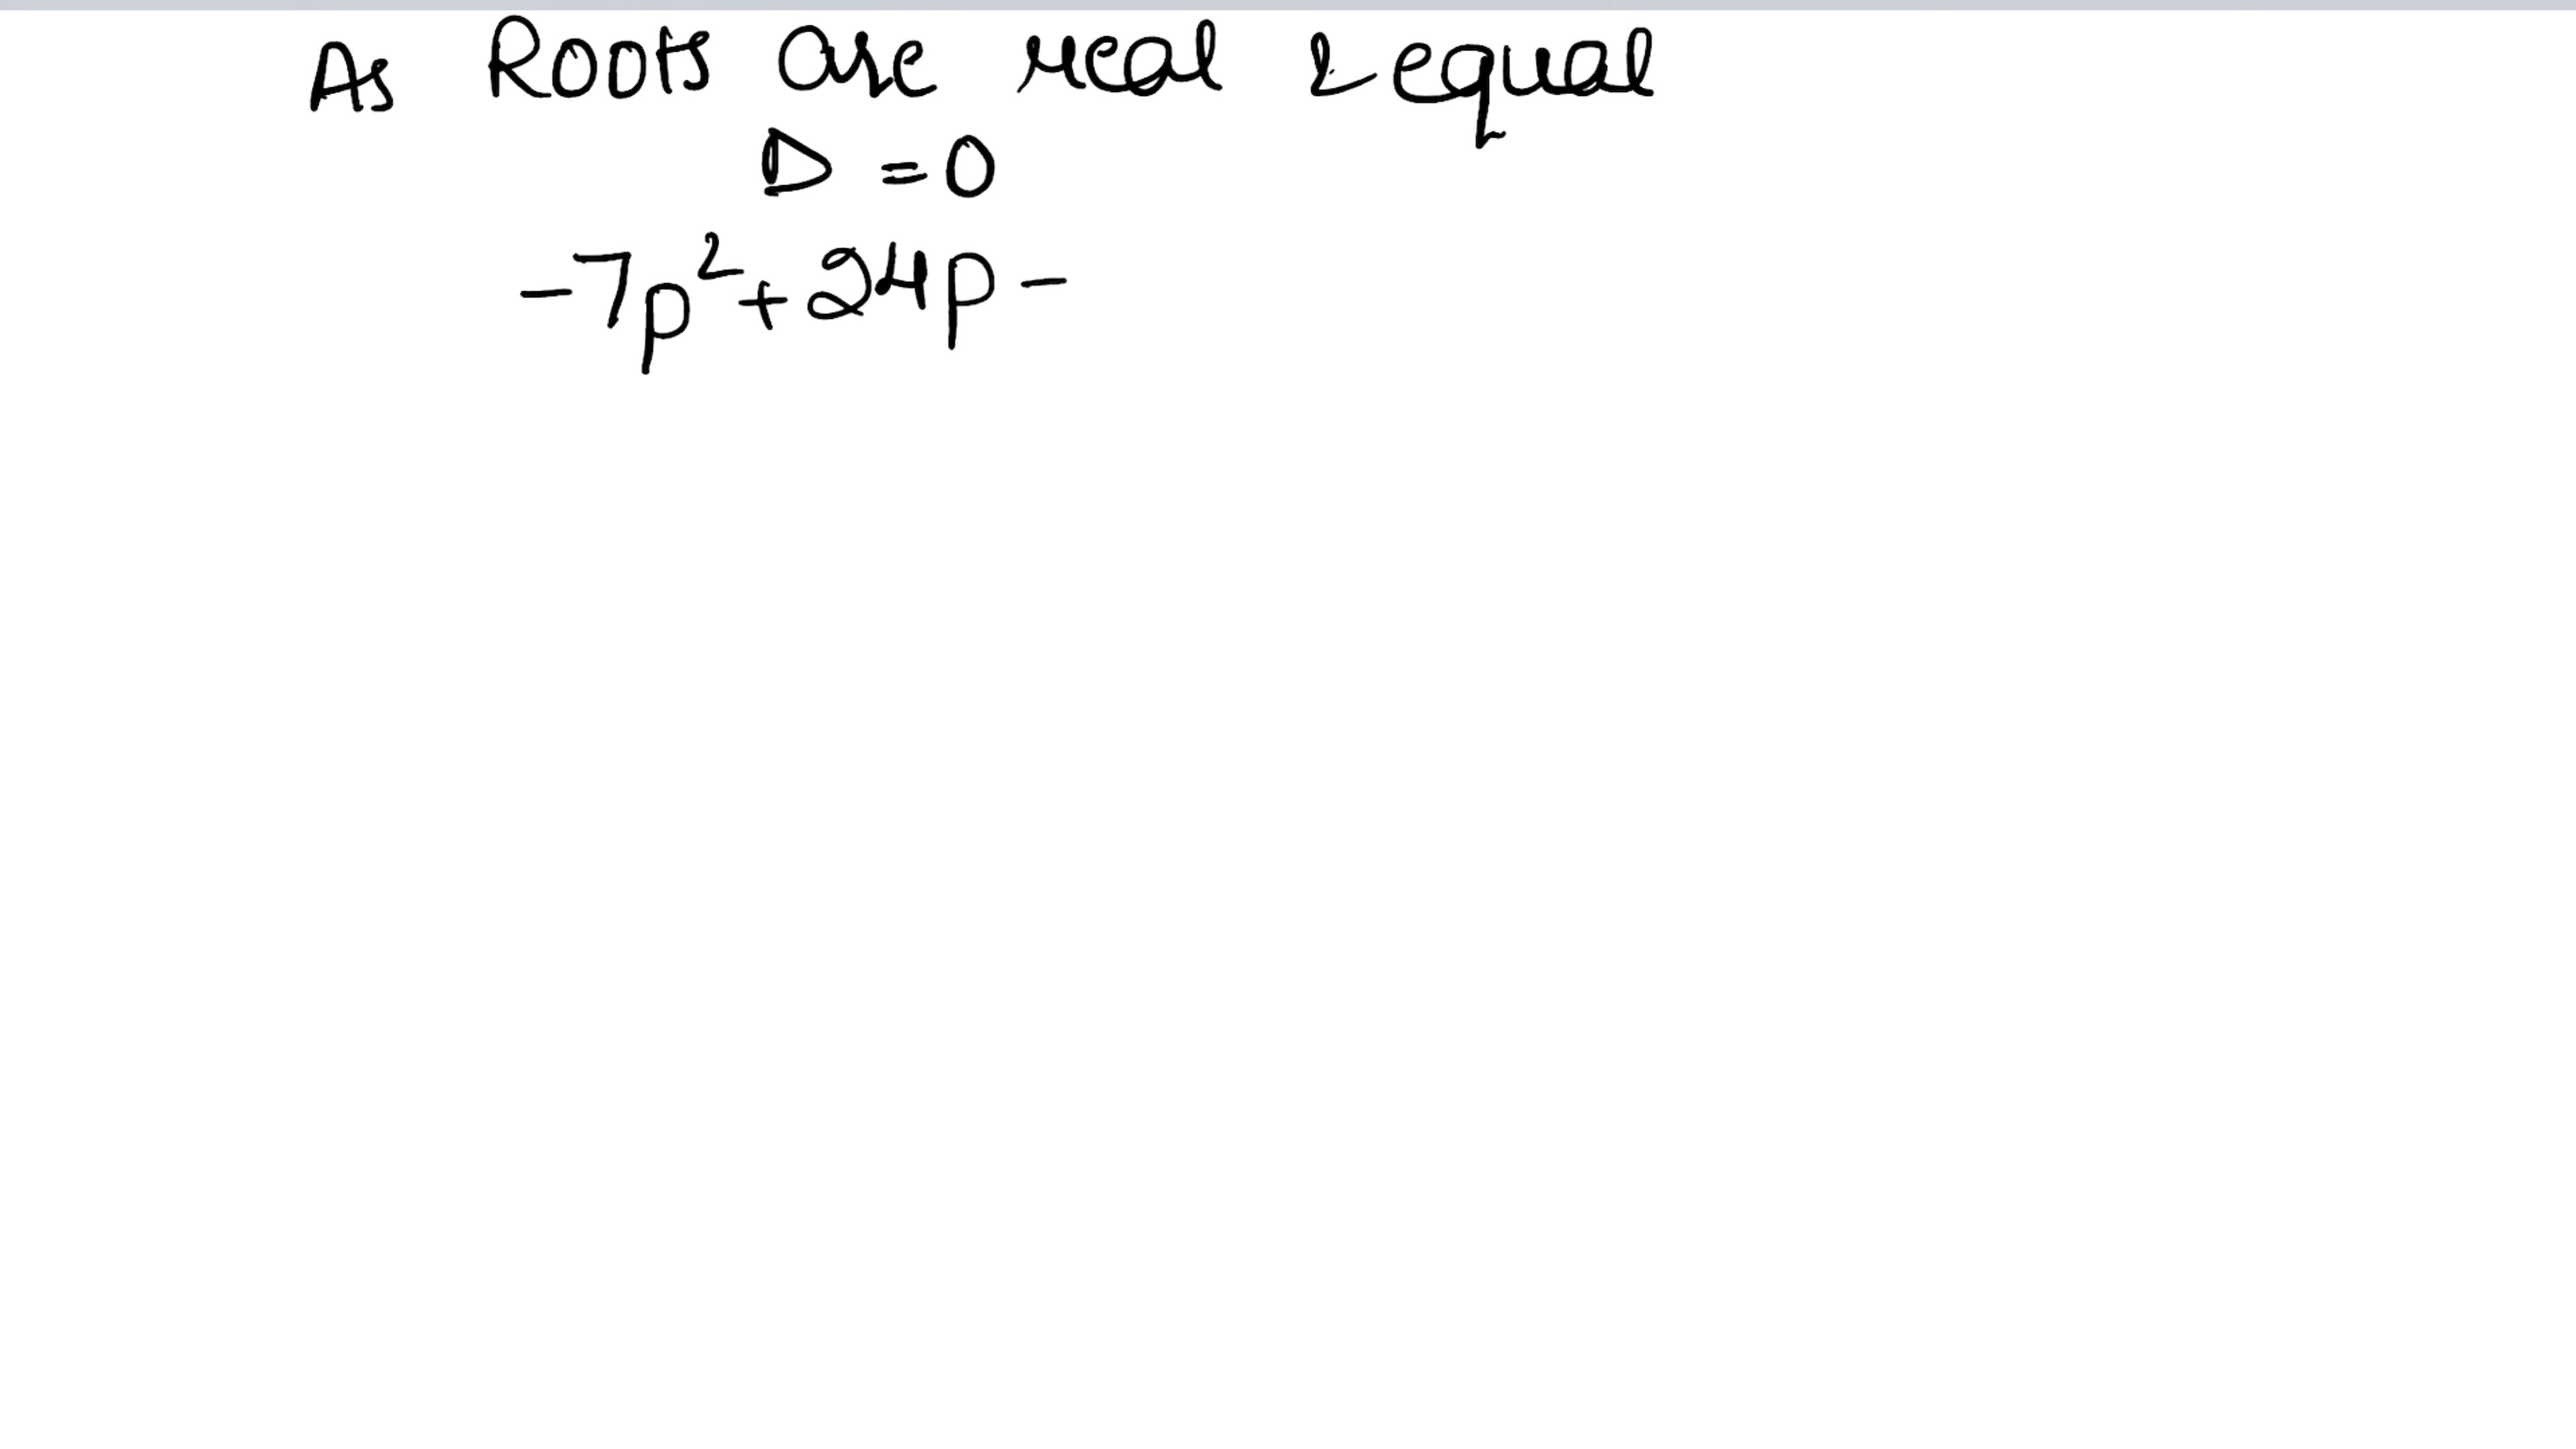 As Roots are real & equal
D = 0
-7p² + 24p -